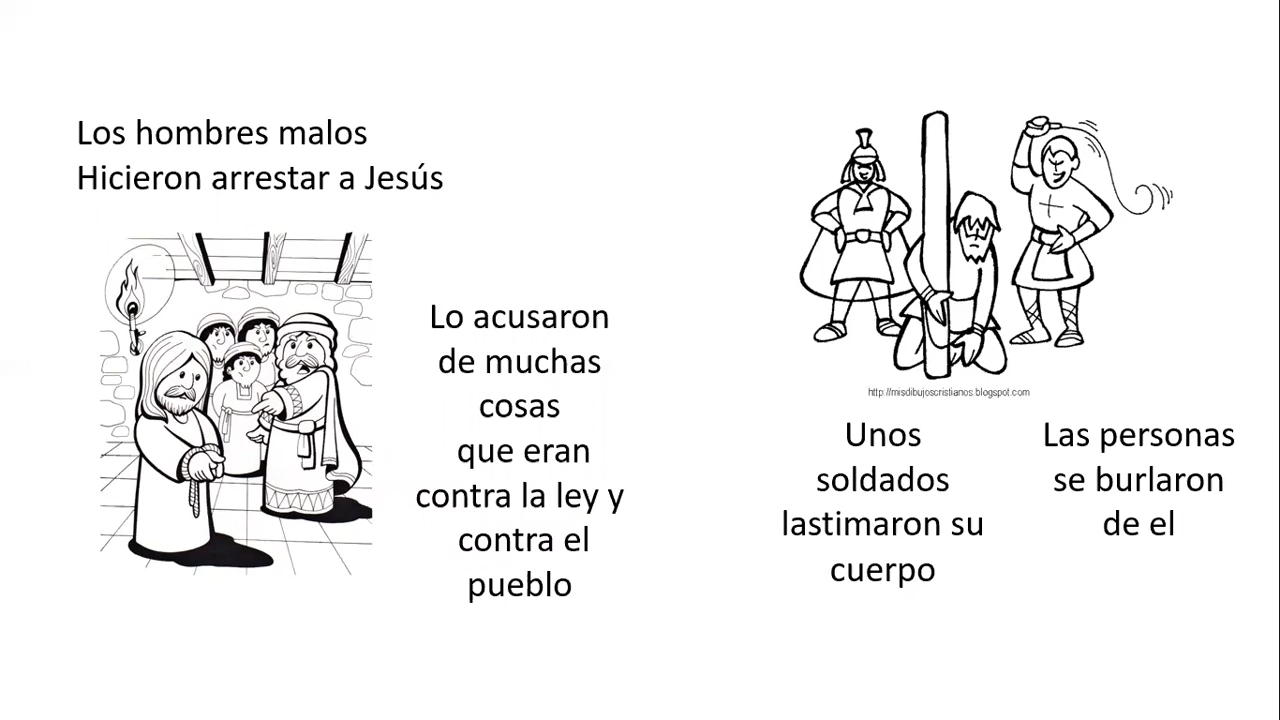 Los hombres malos
Hicieron arrestar a Jesús
Lo acusaron
de muchas
cosas
que eran
contra la ley y
contra el
pueblo
http://misdibujoscristianos.blogspot.com
Unos
soldados
lastimaron su
cuerpo
Las personas
se burlaron
de el